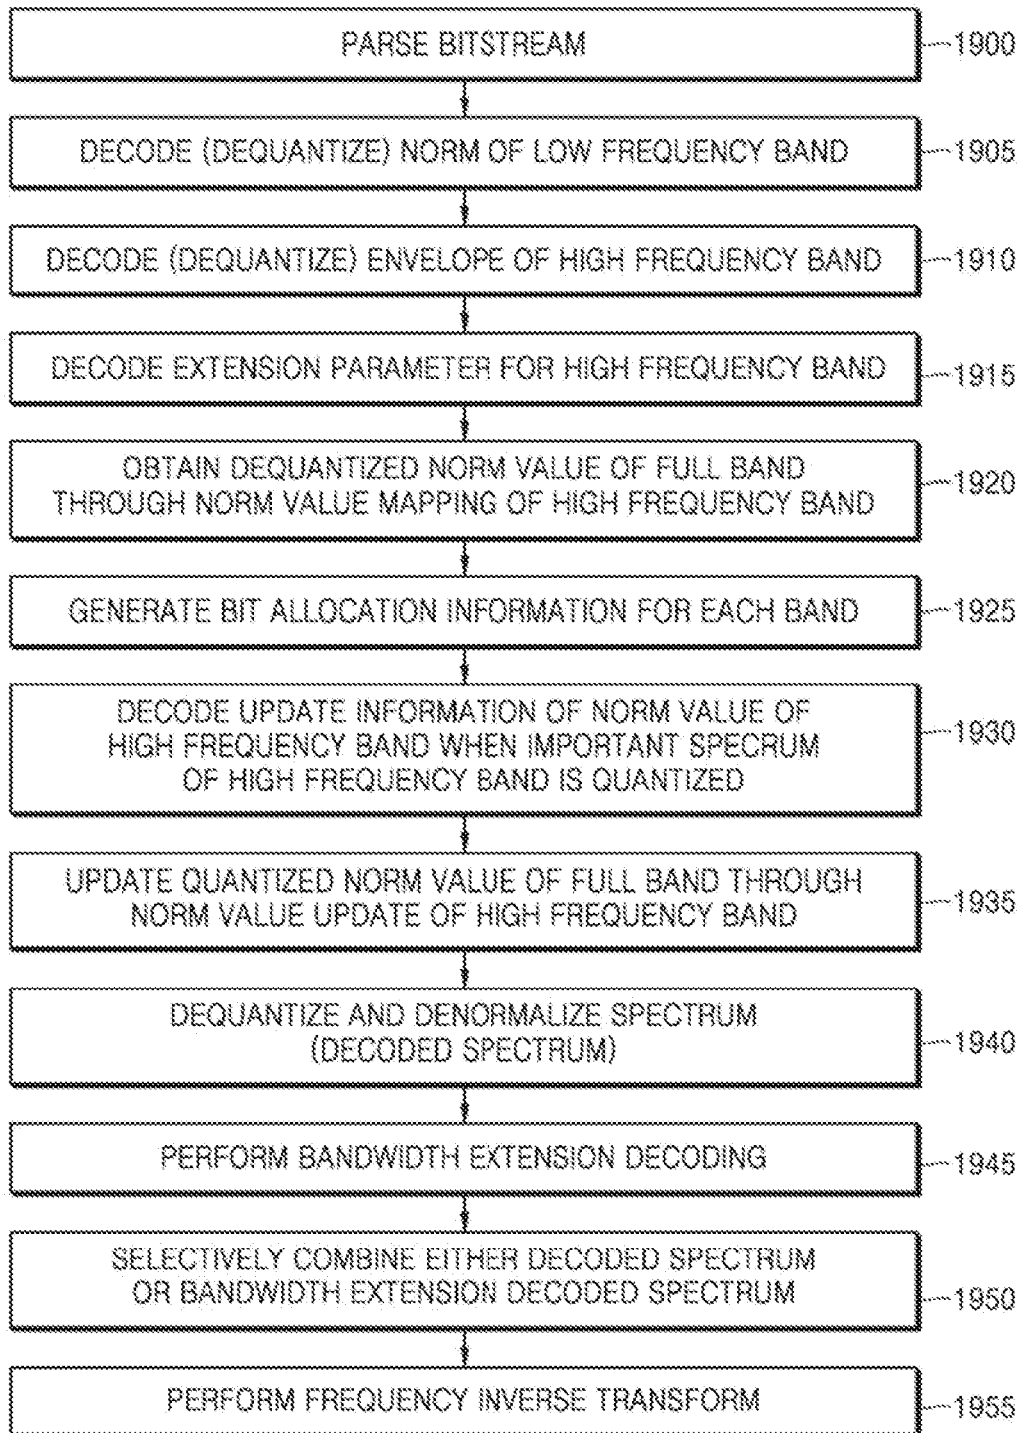 PARSE BITSTREAM
1900
DECODE (DEQUANTIZE) NORM OF LOW FREQUENCY BAND
1905
DECODE (DEQUANTIZE) ENVELOPE OF HIGH FREQUENCY BAND
1910
DECODE EXTENSION PARAMETER FOR HIGH FREQUENCY BAND
1915
OBTAIN DEQUANTIZED NORM VALUE OF FULL BAND
THROUGH NORM VALUE MAPPING OF HIGH FREQUENCY BAND
1920
GENERATE BIT ALLOCATION INFORMATION FOR EACH BAND
1925
DECODE UPDATE INFORMATION OF NORM VALUE OF
HIGH FREQUENCY BAND WHEN IMPORTANT SPECRUM
OF HIGH FREQUENCY BAND IS QUANTIZED
1930
UPDATE QUANTIZED NORM VALUE OF FULL BAND THROUGH
NORM VALUE UPDATE OF HIGH FREQUENCY BAND
1935
DEQUANTIZE AND DENORMALIZE SPECTRUM
(DECODED SPECTRUM)
1940
PERFORM BANDWIDTH EXTENSION DECODING
1945
SELECTIVELY COMBINE EITHER DECODED SPECTRUM
OR BANDWIDTH EXTENSION DECODED SPECTRUM
1950
PERFORM FREQUENCY INVERSE TRANSFORM
1955